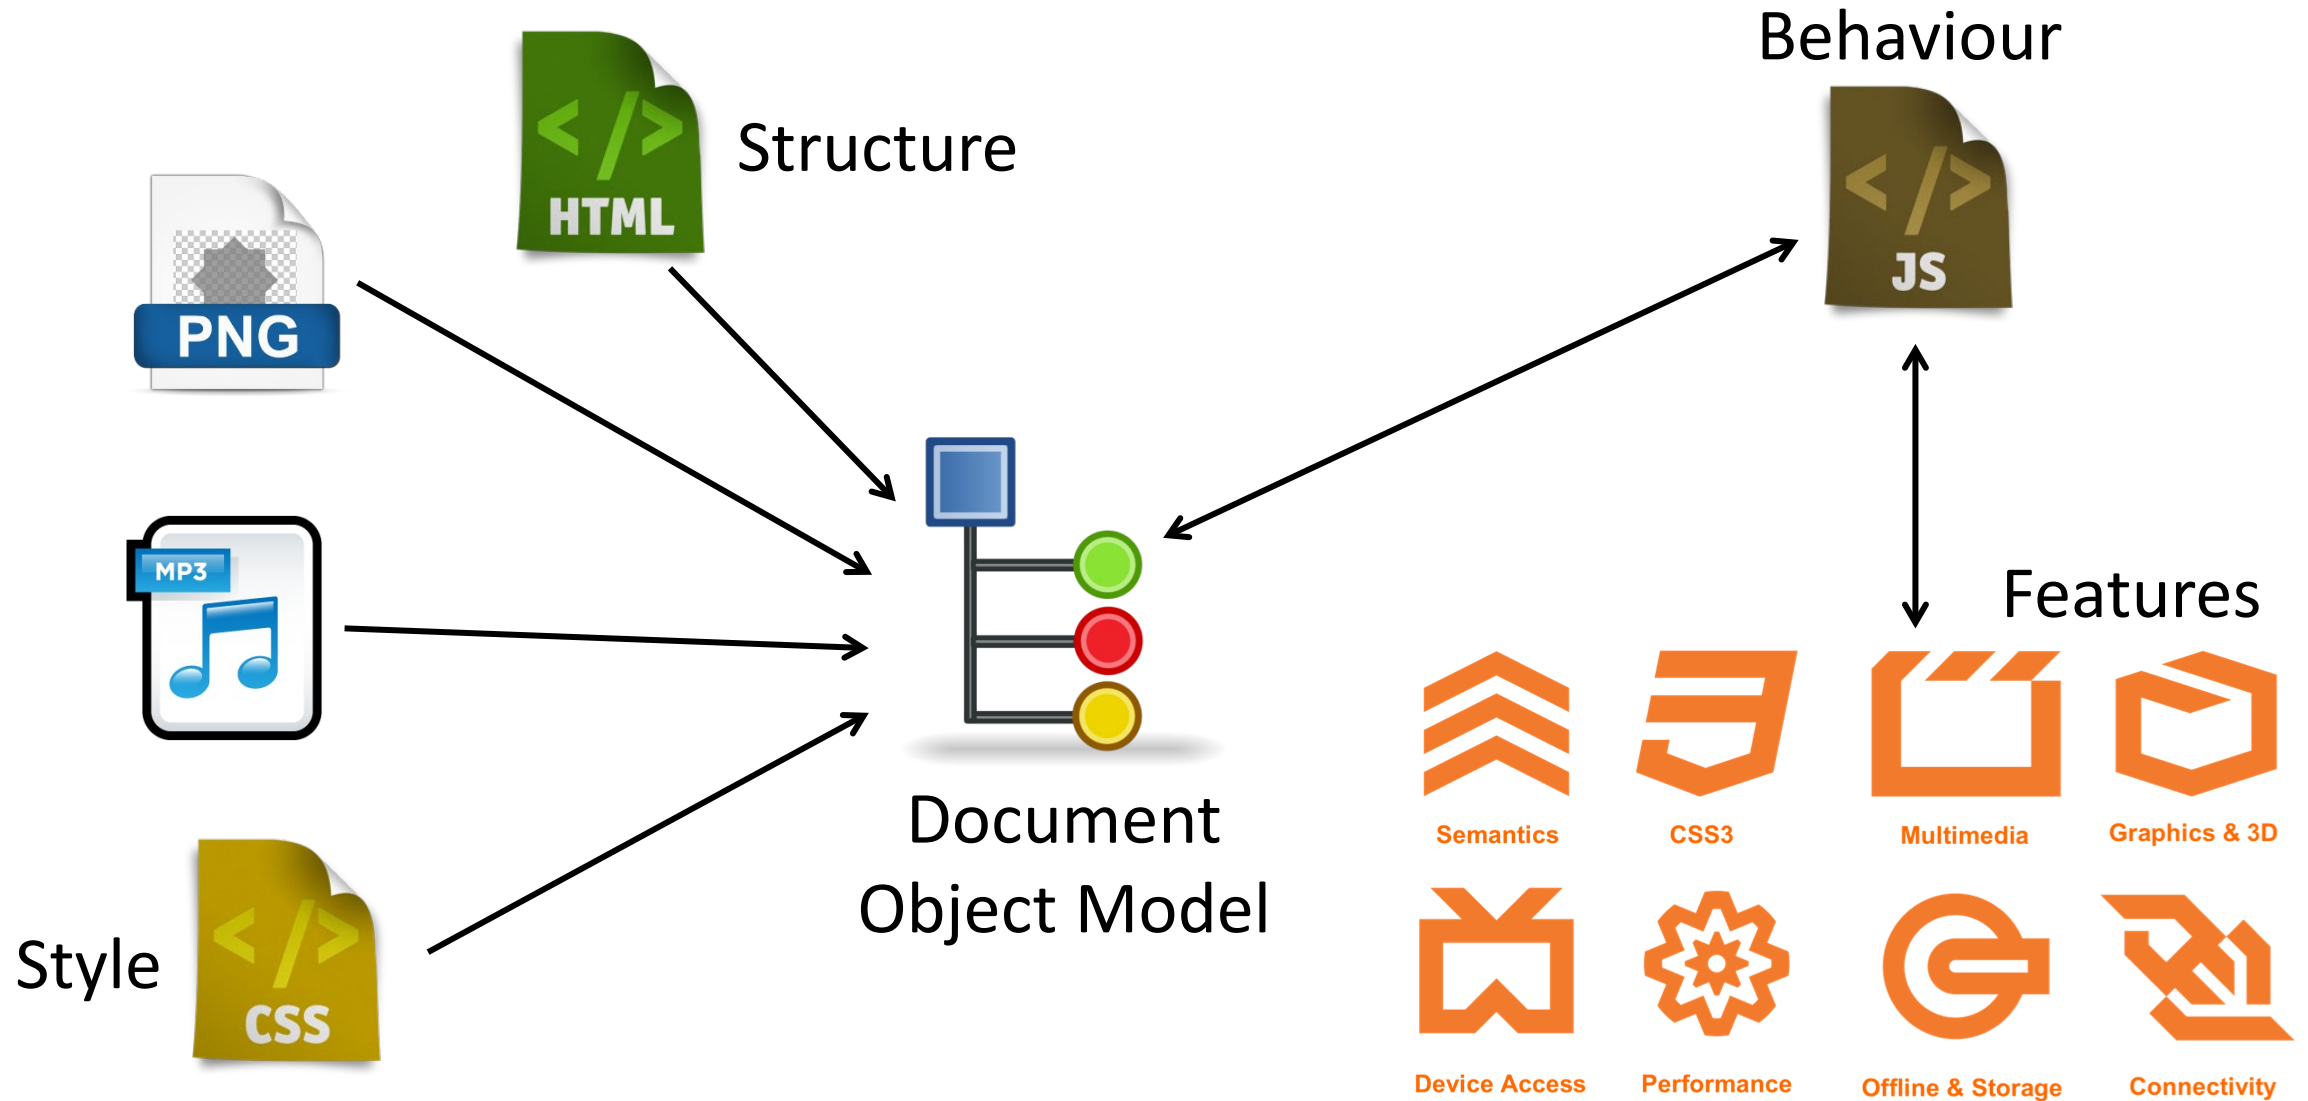 Behaviour
</>
HTML
Structure
</>
JS
PNG
MP3
Features
Document
Object Model
Semantics
CSS3
Multimedia
Graphics & 3D
Style
</>
CSS
Device Access
Performance
Offline & Storage
Connectivity